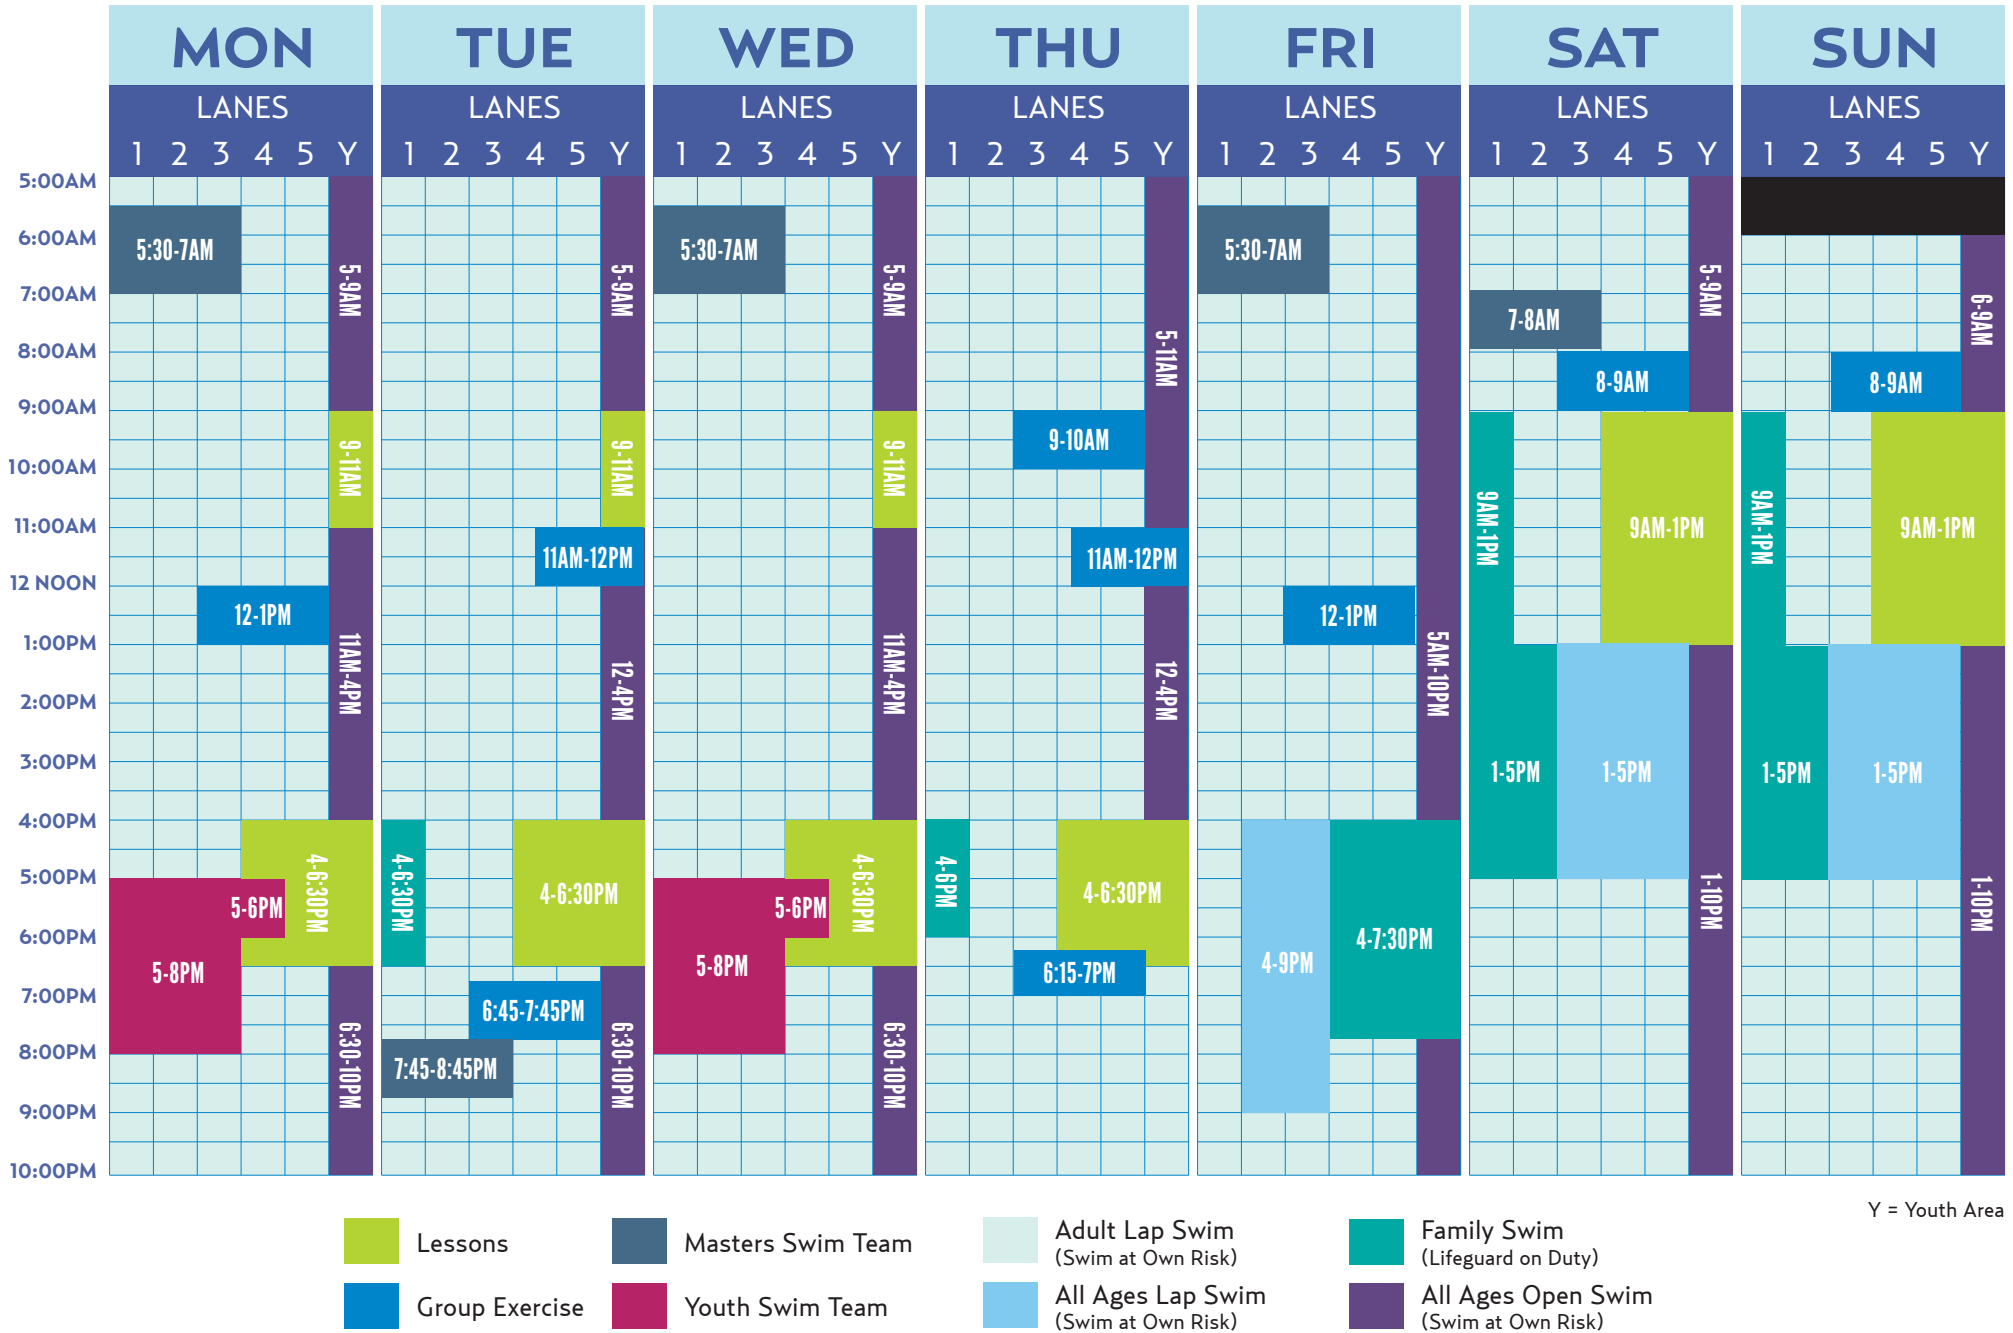 MON TUE WED THU FRI SAT SUN
LANES LANES LANES LANES LANES LANES LANES
1 2 3 4 5 Y 1 2 3 4 5 Y 1 2 3 4 5 Y 1 2 3 4 5 Y 1 2 3 4 5 Y 1 2 3 4 5 Y 1 2 3 4 5 Y
5:00AM
6:00AM
7:00AM
8:00AM
9:00AM
10:00AM
11:00AM
12 NOON
1:00PM
2:00PM
3:00PM
4:00PM
5:00PM
6:00PM
7:00PM
8:00PM
9:00PM
10:00PM
5:30-7AM
5-9AM
9-11AM
12-1PM
11AM-4PM
4-6:30PM
5-6PM
5-8PM
6:30-10PM
5-9AM
9-11AM
11AM-12PM
12-4PM
4-6:30PM
4-6:30PM
6:45-7:45PM
7:45-8:45PM
6:30-10PM
5:30-7AM
5-9AM
9-11AM
11AM-4PM
4-6:30PM
5-6PM
5-8PM
6:30-10PM
5-11AM
9-10AM
11AM-12PM
12-4PM
4-6PM
4-6:30PM
6:15-7PM
5:30-7AM
12-1PM
5AM-10PM
4-9PM
4-7:30PM
5-9AM
7-8AM
8-9AM
9AM-1PM
9AM-1PM
1-5PM
1-5PM
1-10PM
6-9AM
8-9AM
9AM-1PM
9AM-1PM
1-5PM
1-5PM
1-10PM
Y = Youth Area
Lessons
Group Exercise
Masters Swim Team
Youth Swim Team
Adult Lap Swim
(Swim at Own Risk)
All Ages Lap Swim
(Swim at Own Risk)
Family Swim
(Lifeguard on Duty)
All Ages Open Swim
(Swim at Own Risk)